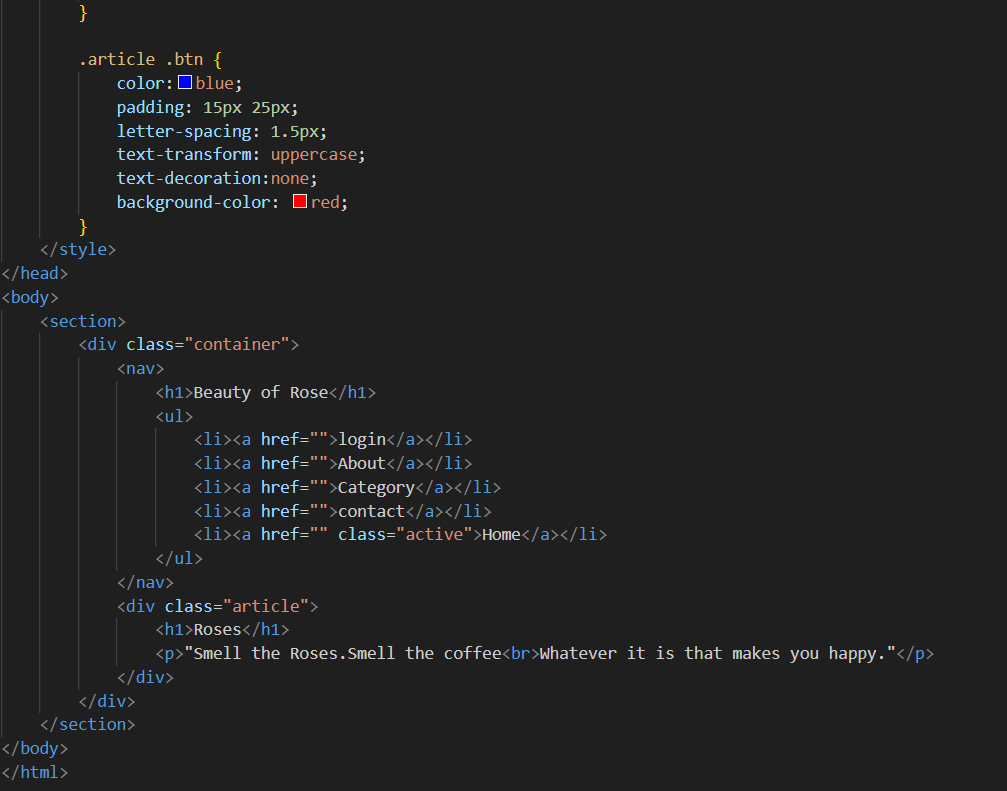 }
.article .btn {
color: blue;
padding: 15px 25px;
letter-spacing: 1.5px;
text-transform: uppercase;
text-decoration:none;
background-color: red;
}
</style>
</head>
<body>
<section>
<div class="container">
<nav>
<h1>Beauty of Rose</h1>
<ul>
<li><a href="">login</a></li>
<li><a href="">About</a></li>
<li><a href="">Category</a></li>
<li><a href="">contact</a></li>
<li><a href="" class="active">Home</a></li>
</ul>
</nav>
<div class="article">
<h1>Roses</h1>
<p>"Smell the Roses.Smell the coffee<br>Whatever it is that makes you happy."</p>
</div>
</div>
</section>
</body>
</html>